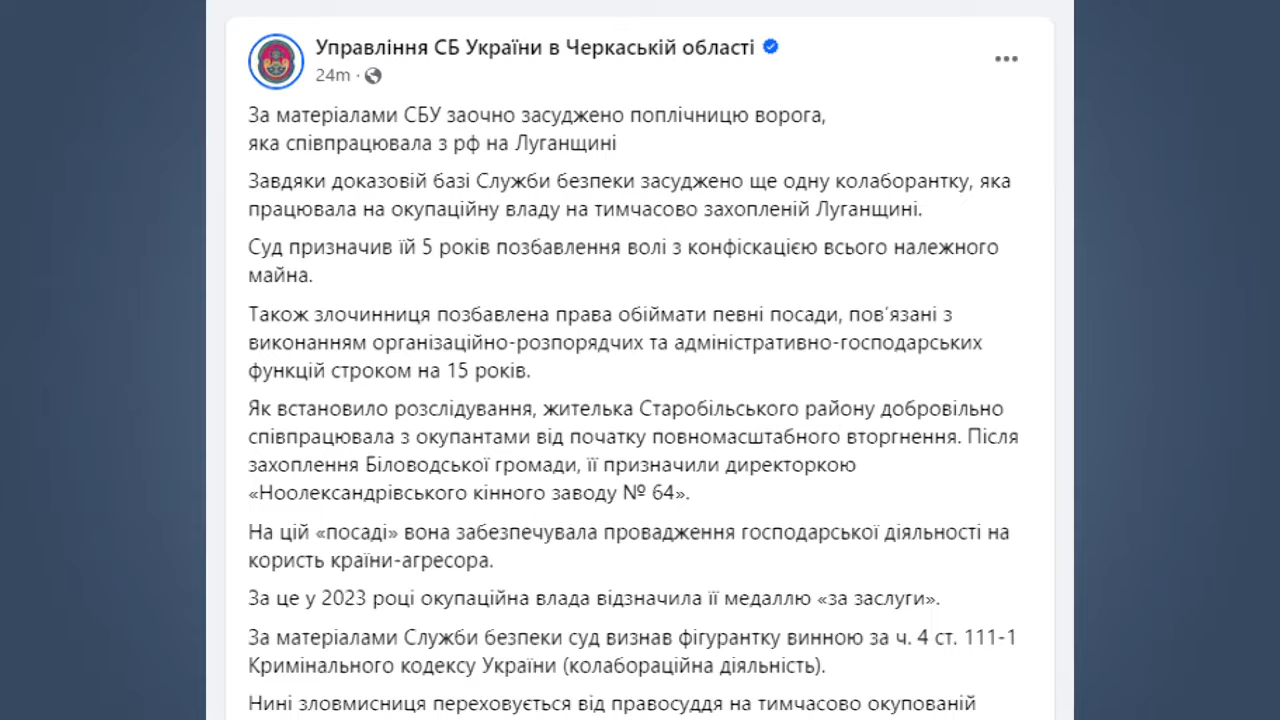 Управління СБ України в Черкаській області
24m ·
За матеріалами СБУ заочно засуджено поплічницю ворога,
яка співпрацювала з рф на Луганщині
Завдяки доказовій базі Служби безпеки засуджено ще одну колаборантку, яка
працювала на окупаційну владу на тимчасово захопленій Луганщині.
Суд призначив їй 5 років позбавлення волі з конфіскацією всього належного
майна.
Також злочинниця позбавлена права обіймати певні посади, пов’язані з
виконанням організаційно-розпорядчих та адміністративно-господарських
функцій строком на 15 років.
Як встановило розслідування, жителька Старобільського району добровільно
співпрацювала з окупантами від початку повномасштабного вторгнення. Після
захоплення Біловодської громади, її призначили директоркою
«Ноолександрівського кінного заводу № 64».
На цій «посаді» вона забезпечувала провадження господарської діяльності на
користь країни-агресора.
За це у 2023 році окупаційна влада відзначила її медаллю «за заслуги».
За матеріалами Служби безпеки суд визнав фігурантку винною за ч. 4 ст. 111-1
Кримінального кодексу України (колабораційна діяльність).
Нині зловмисниця переховується від правосуддя на тимчасово окупованій